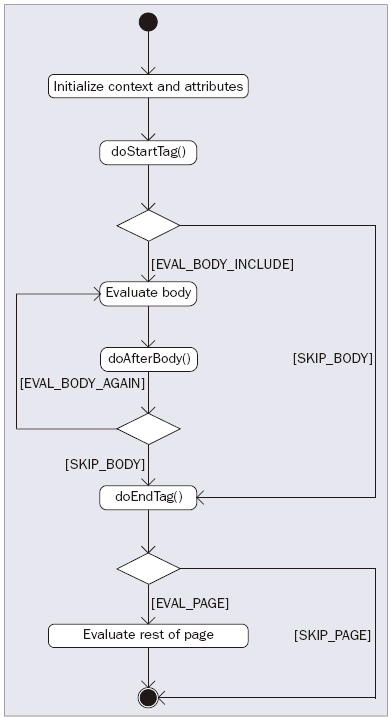 Initialize context and attributes
doStartTag()
[EVAL_BODY_INCLUDE]
Evaluate body
doAfterBody()
[SKIP_BODY]
[EVAL_BODY_AGAIN]
[SKIP_BODY]
doEndTag()
[EVAL_PAGE]
Evaluate rest of page
[SKIP_PAGE]